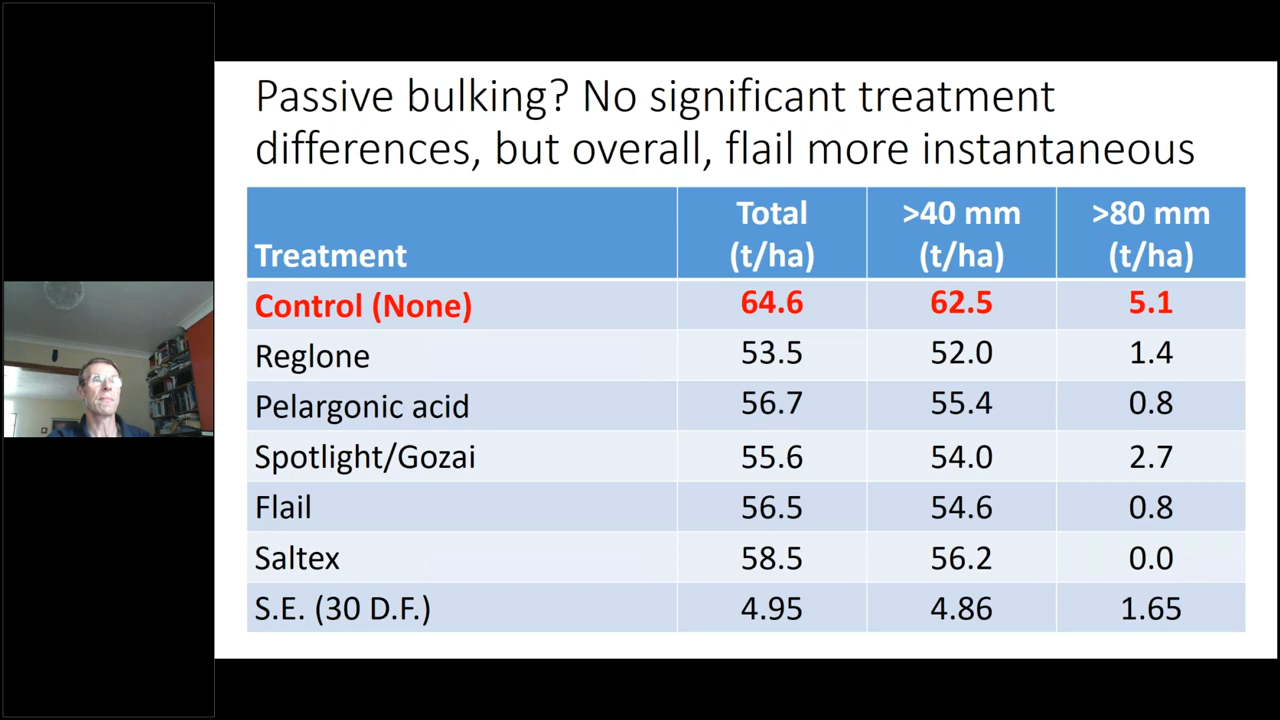 Passive bulking? No significant treatment
differences, but overall, flail more instantaneous
Treatment Total (t/ha) >40 mm (t/ha) >80 mm (t/ha)
Control (None) 64.6 62.5 5.1
Reglone 53.5 52.0 1.4
Pelargonic acid 56.7 55.4 0.8
Spotlight/Gozai 55.6 54.0 2.7
Flail 56.5 54.6 0.8
Saltex 58.5 56.2 0.0
S.E. (30 D.F.) 4.95 4.86 1.65